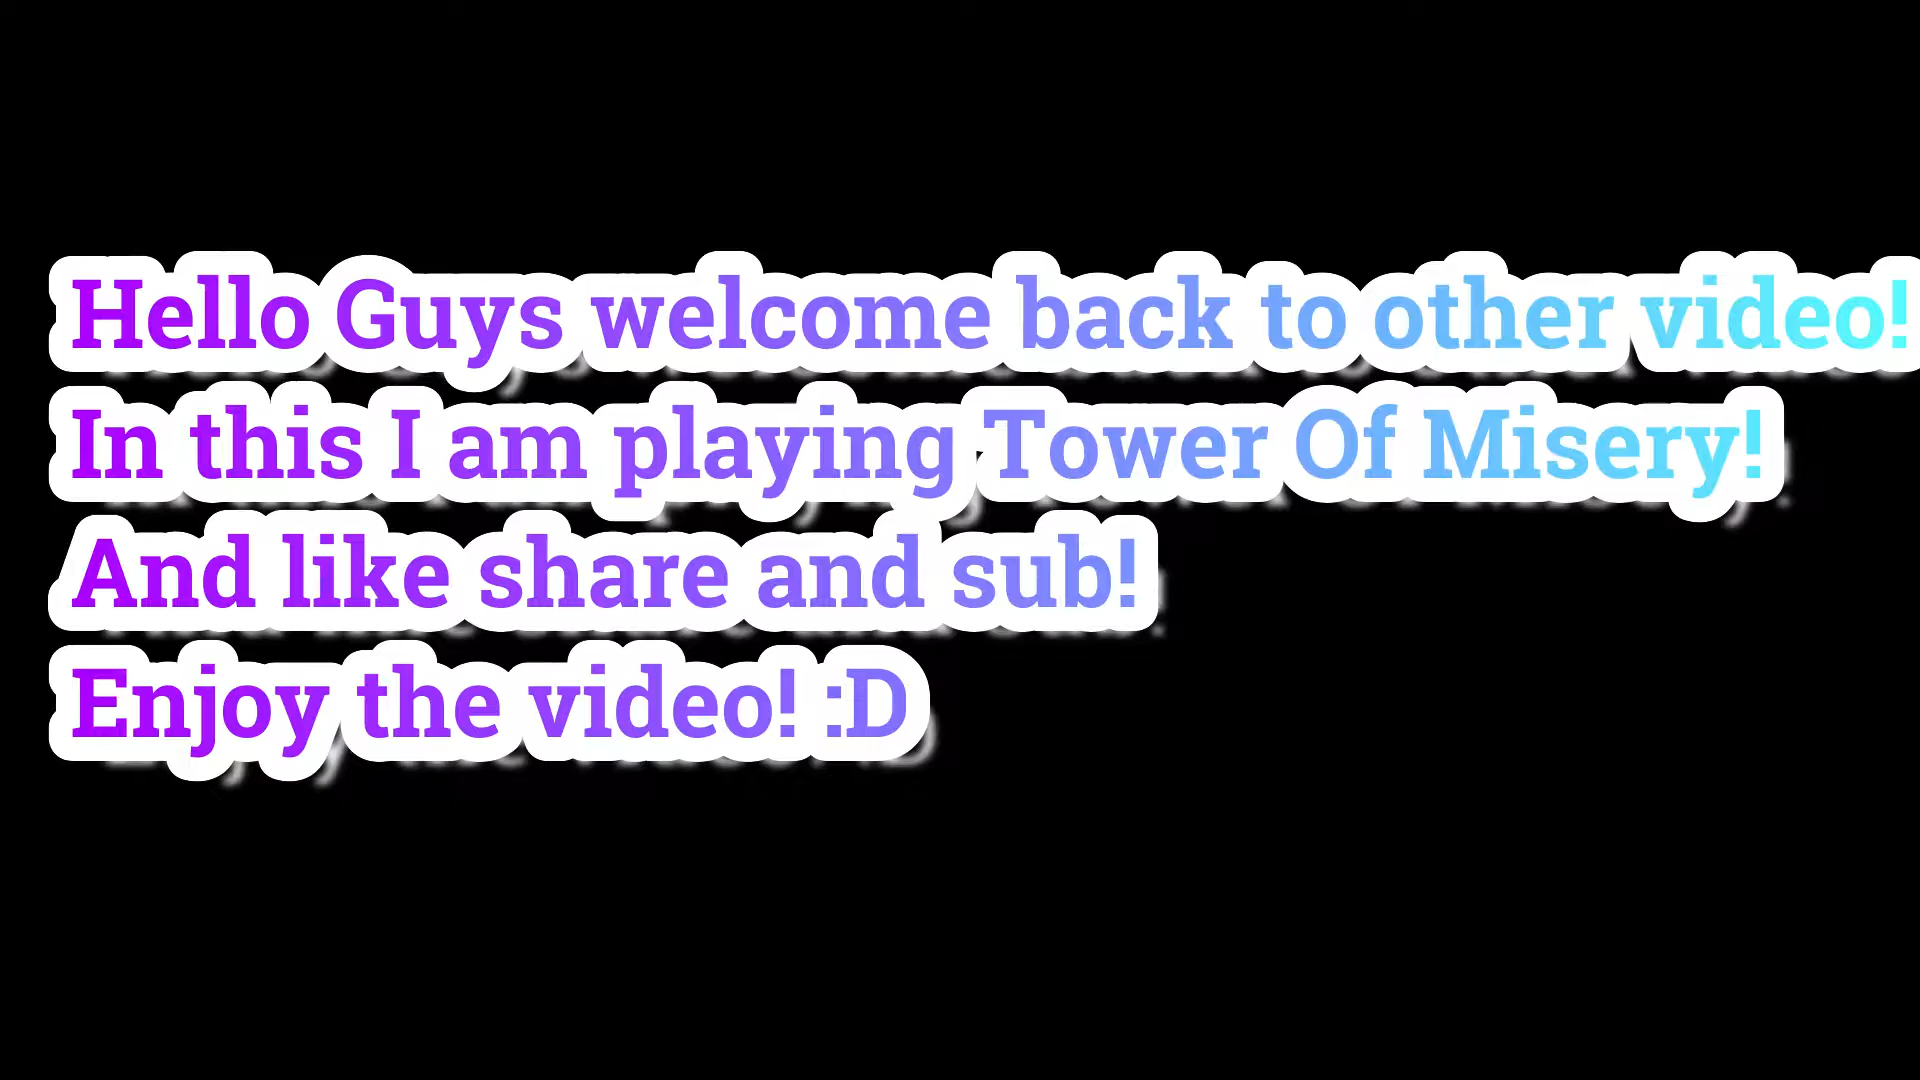 Hello Guys welcome back to other video!
In this I am playing Tower Of Misery!
And like share and sub!
Enjoy the video! :D